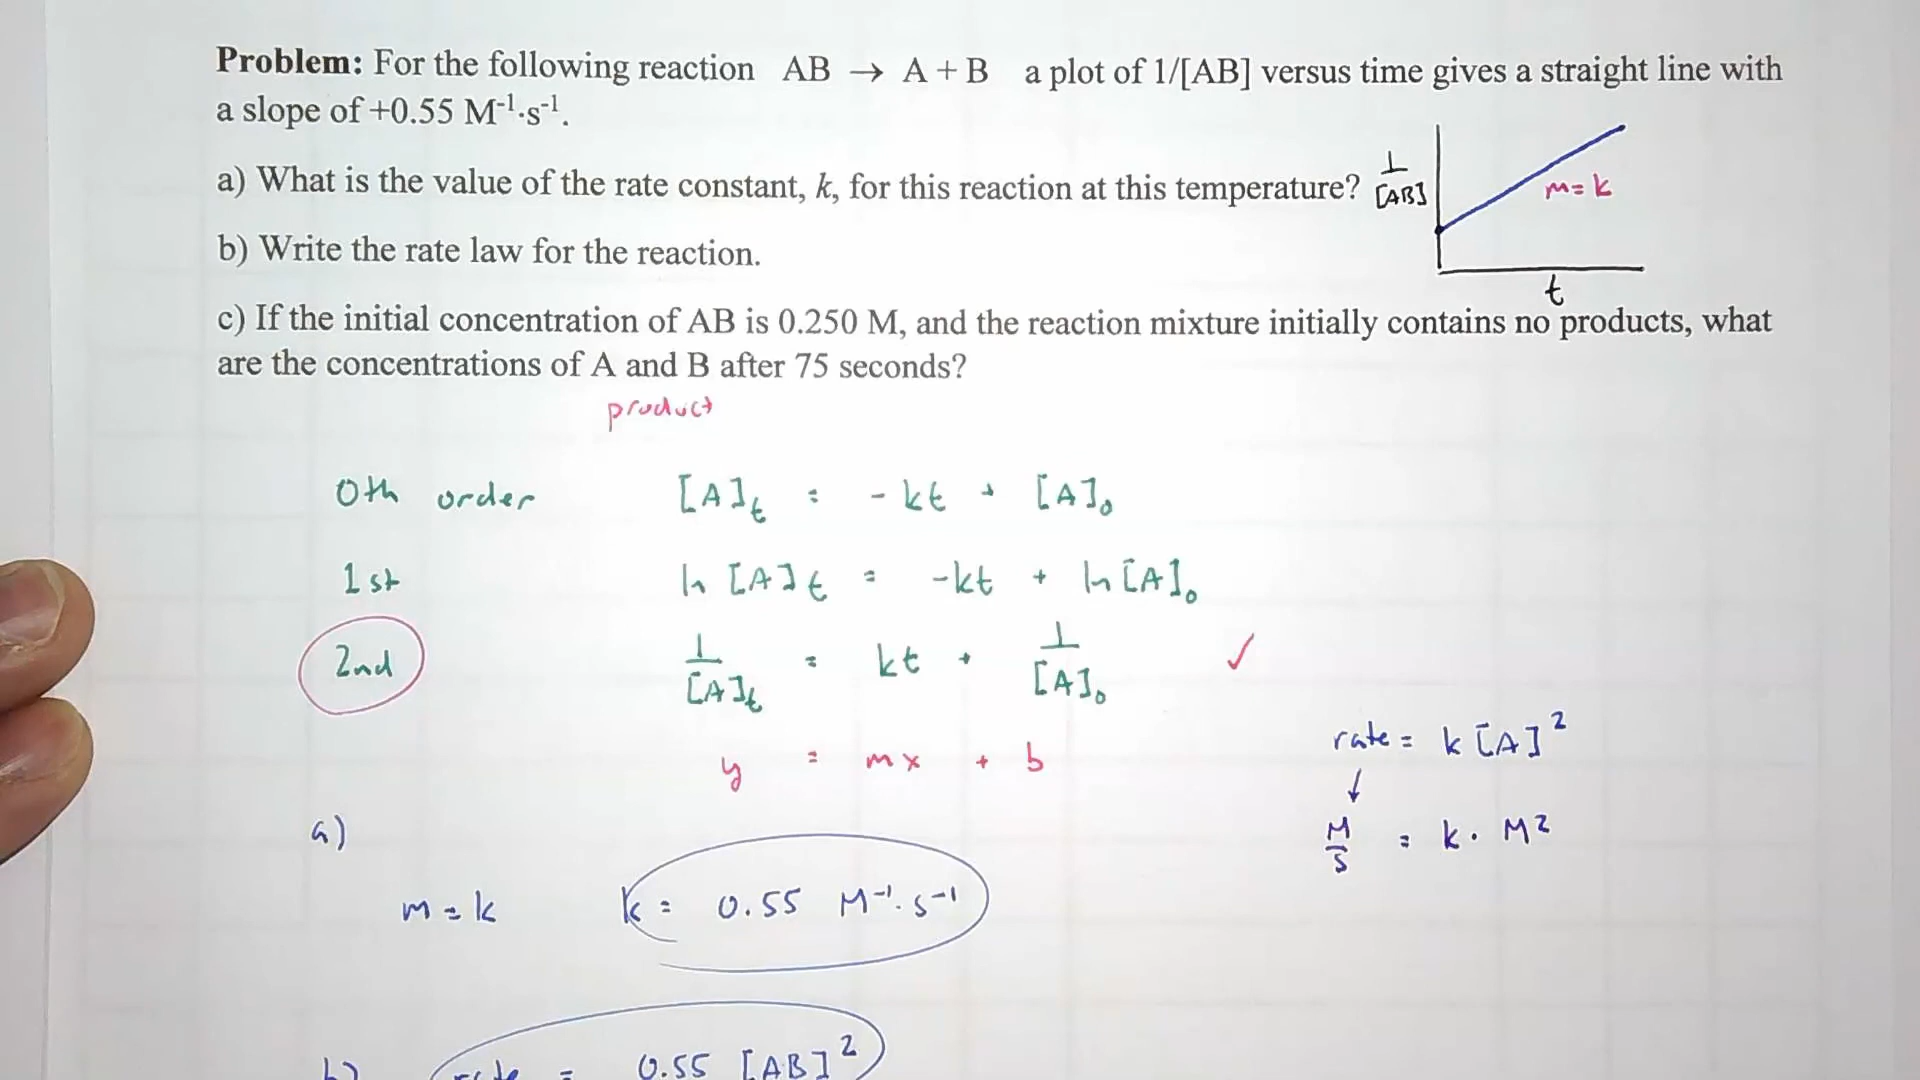 Problem: For the following reaction AB → A + B a plot of 1/[AB] versus time gives a straight line with
a slope of +0.55 M⁻¹·s⁻¹.
a) What is the value of the rate constant, k, for this reaction at this temperature?
1/[AB]
m = k
t
b) Write the rate law for the reaction.
c) If the initial concentration of AB is 0.250 M, and the reaction mixture initially contains no products, what
are the concentrations of A and B after 75 seconds?
product
0th order [A]ₜ = -kt + [A]₀
1st ln [A]ₜ = -kt + ln [A]₀
2nd 1/[A]ₜ = kt + 1/[A]₀ ✓
y = mx + b
rate = k [A]²
↓
M/s = k · M²
a)
m = k k = 0.55 M⁻¹·s⁻¹
b) rate = 0.55 [AB]²